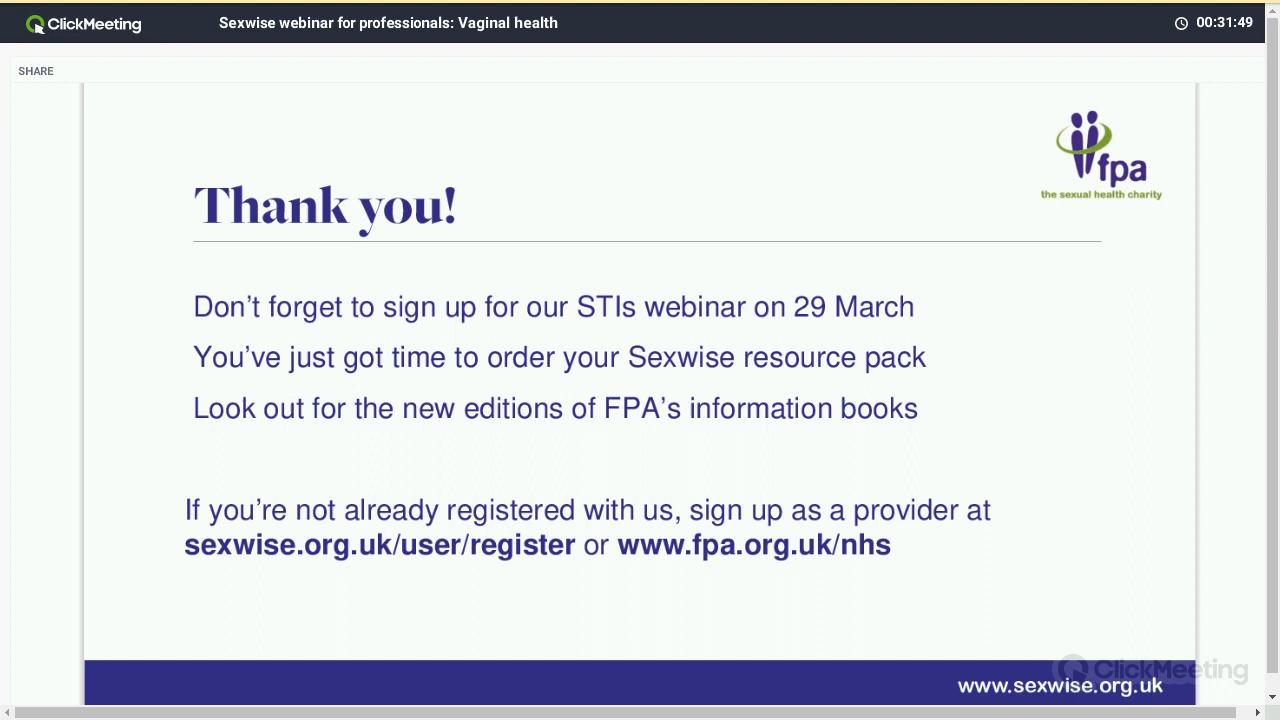 ClickMeeting
Sexwise webinar for professionals: Vaginal health
00:31:49
SHARE
fpa
the sexual health charity
Thank you!
Don’t forget to sign up for our STIs webinar on 29 March
You’ve just got time to order your Sexwise resource pack
Look out for the new editions of FPA’s information books
If you’re not already registered with us, sign up as a provider at
sexwise.org.uk/user/register or www.fpa.org.uk/nhs
ClickMeeting
www.sexwise.org.uk